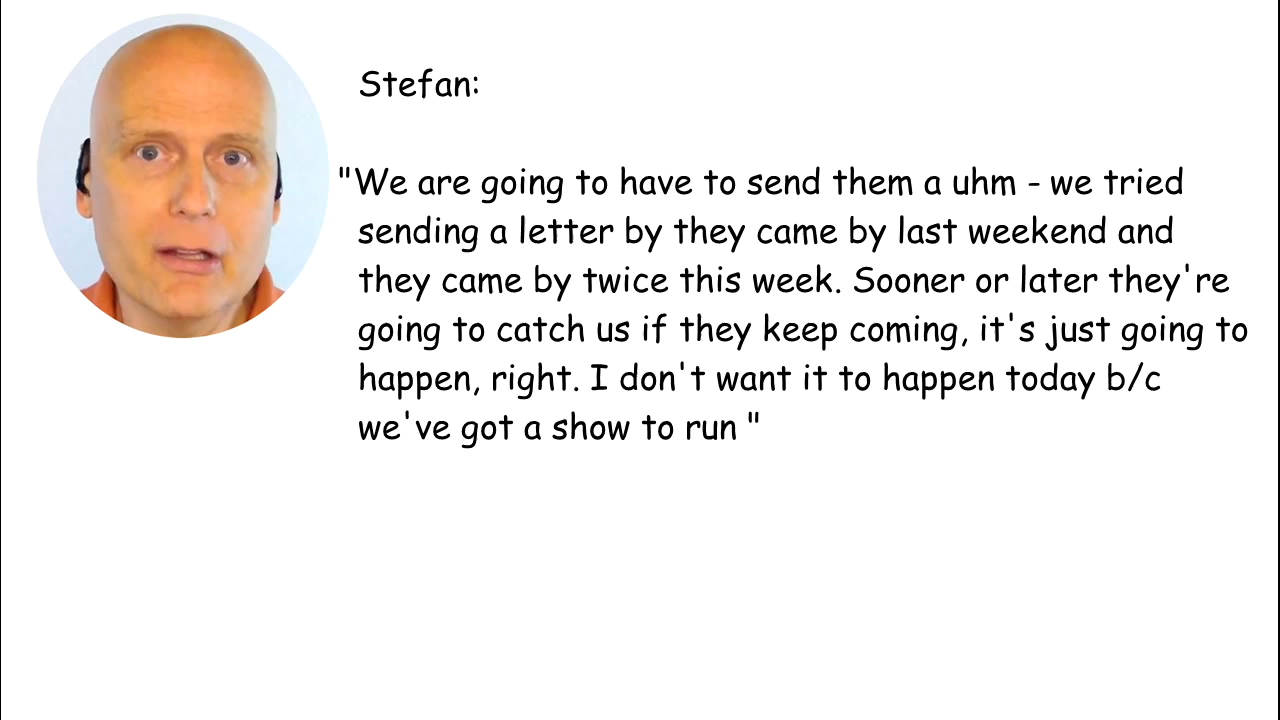 Stefan:
"We are going to have to send them a uhm - we tried
sending a letter by they came by last weekend and
they came by twice this week. Sooner or later they're
going to catch us if they keep coming, it's just going to
happen, right. I don't want it to happen today b/c
we've got a show to run "